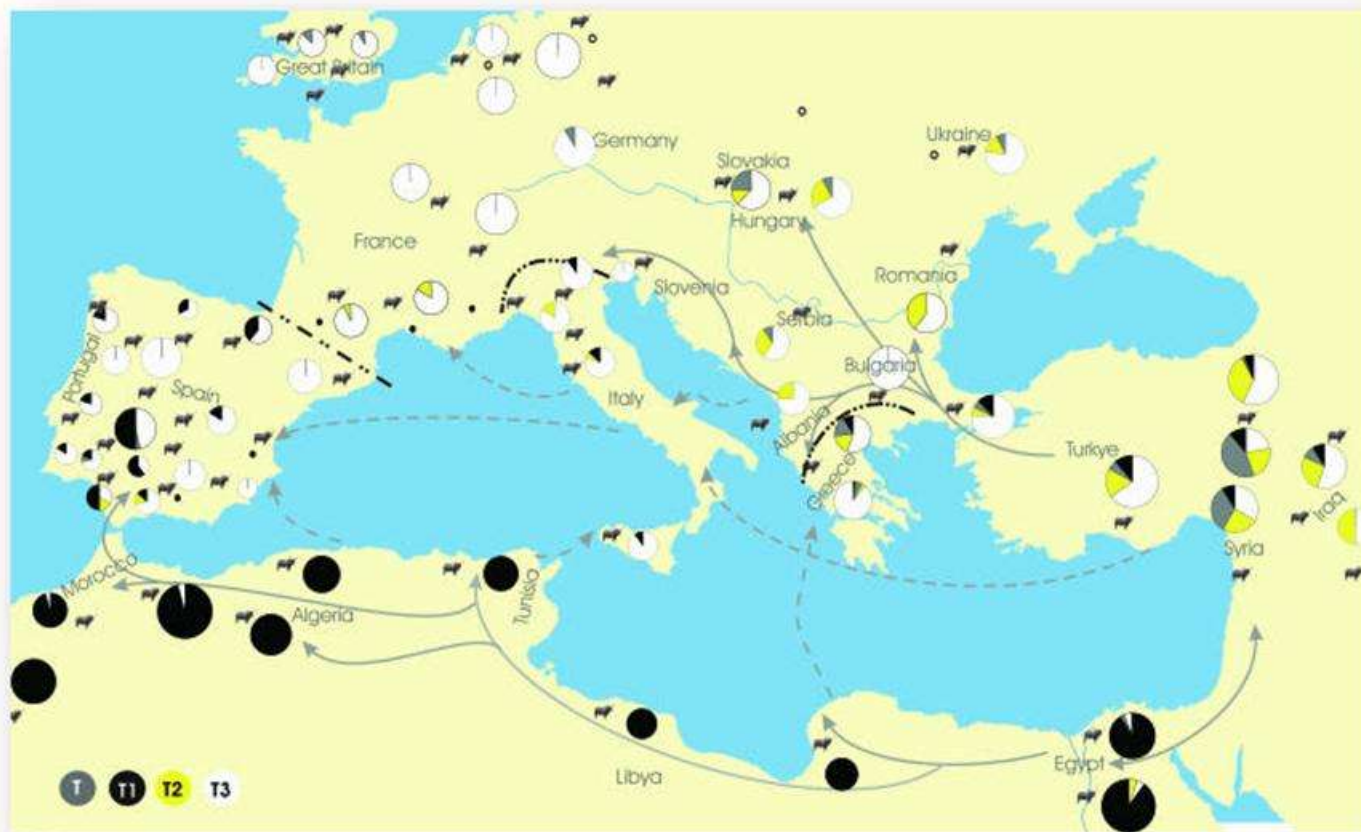 Great Britain
Germany
Ukraine
Slovakia
Hungary
France
Romania
Slovenia
Serbia
Bulgaria
Portugal
Spain
Italy
Albania
Turkye
Greece
Iraq
Syria
Morocco
Algeria
Tunisia
Libya
Egypt
T T1 T2 T3